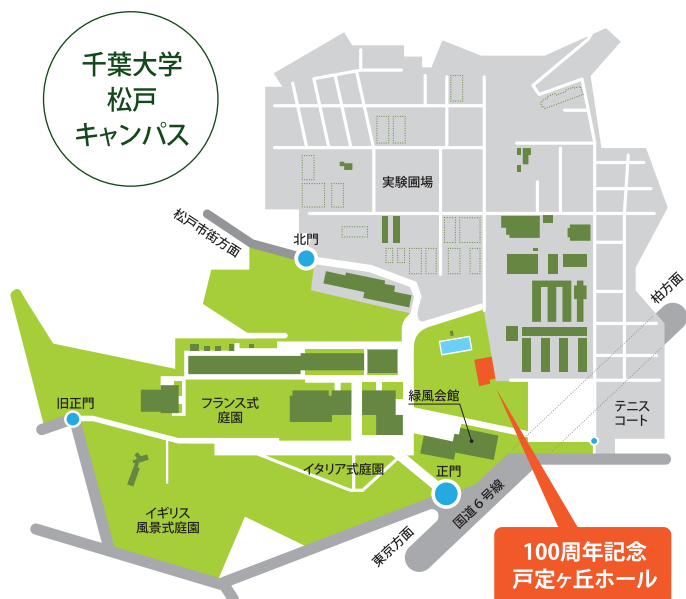 千葉大学
松戸
キャンパス
実験圃場
松戸市街方面
北門
柏方面
旧正門
フランス式
庭園
緑風会館
テニス
コート
イタリア式庭園
正門
イギリス
風景式庭園
国道６号線
東京方面
100周年記念
戸定ヶ丘ホール